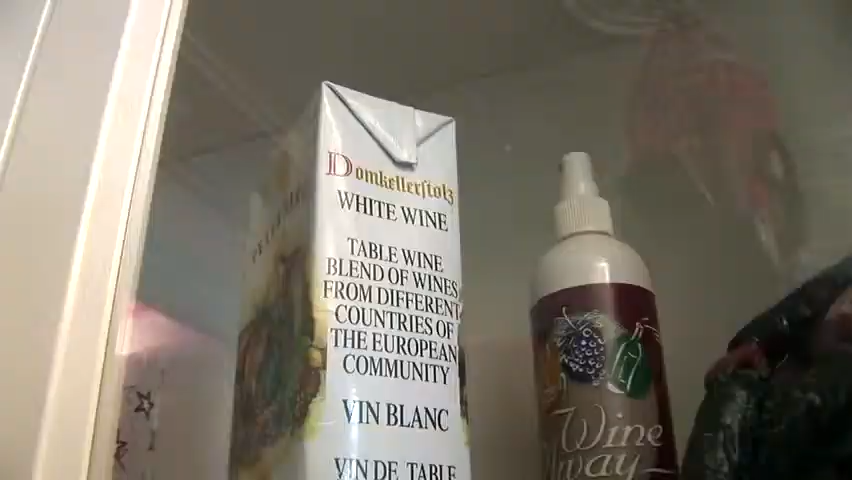 Domkellerstolz
WHITE WINE
TABLE WINE
BLEND OF WINES
FROM DIFFERENT
COUNTRIES OF
THE EUROPEAN
COMMUNITY
VIN BLANC
VIN DE TABLE
Wine
Away